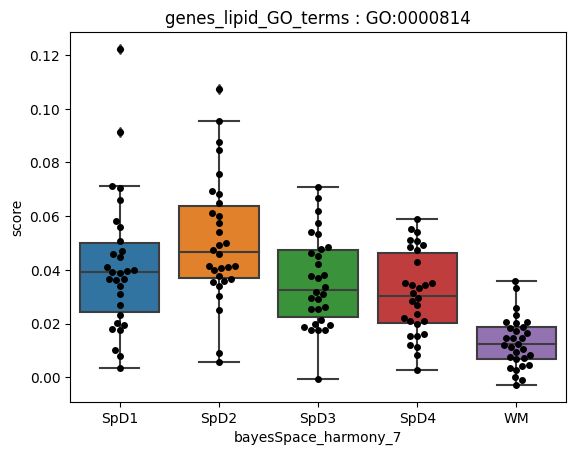 genes_lipid_GO_terms : GO:0000814
0.12
0.10
0.08
0.06
0.04
0.02
0.00
score
SpD1 SpD2 SpD3 SpD4 WM
bayesSpace_harmony_7